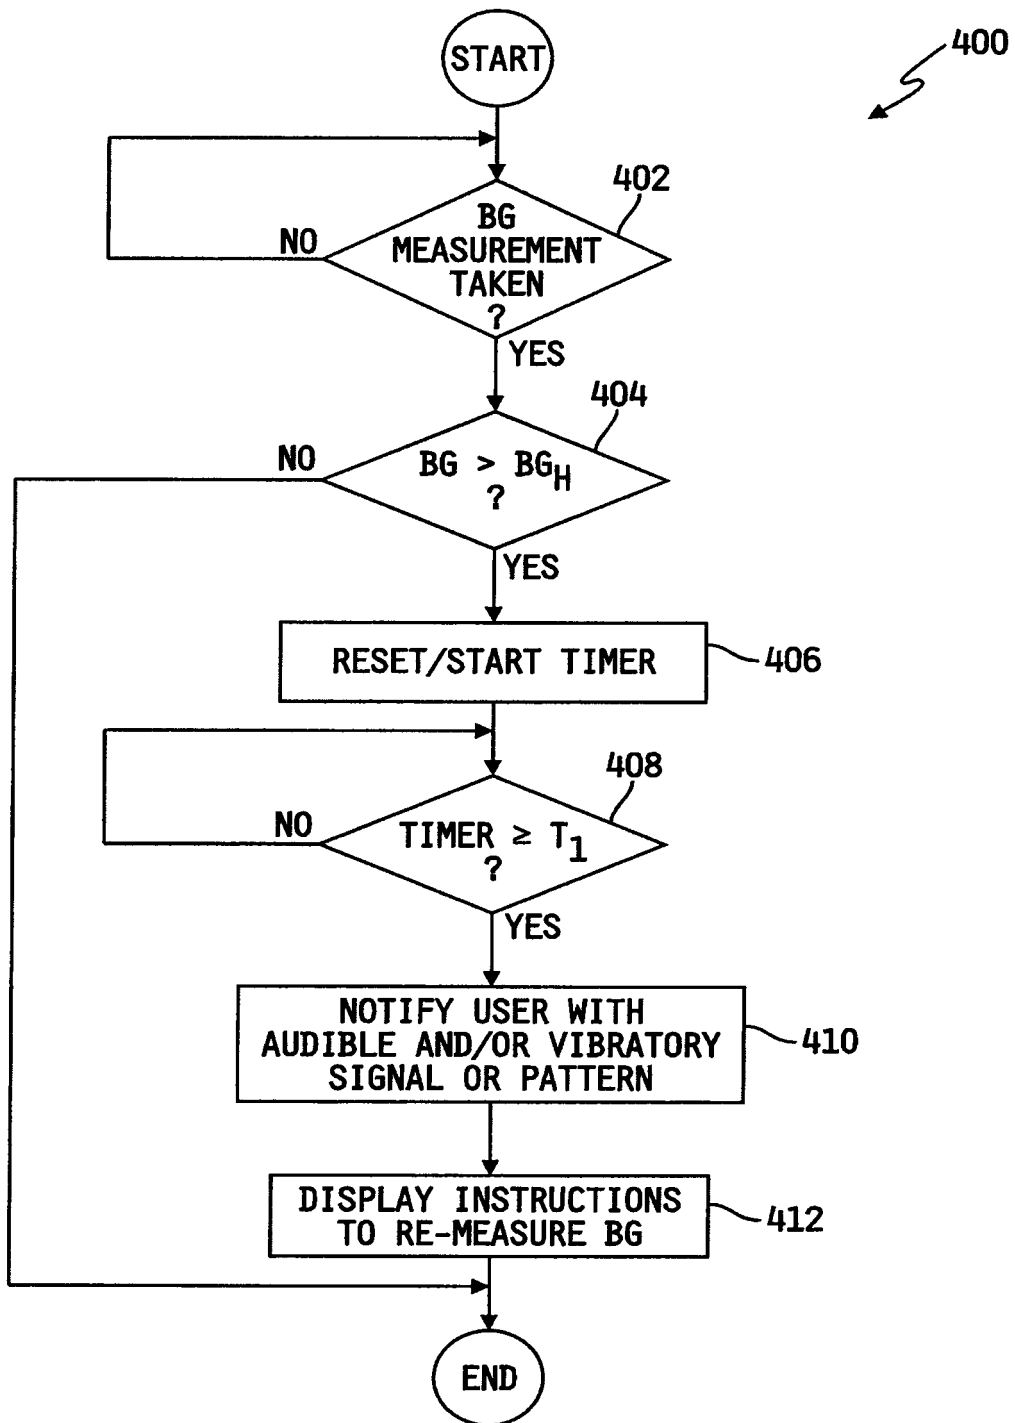 START
400
402
BG
MEASUREMENT
TAKEN
?
NO
YES
404
NO
BG > BGH
?
YES
RESET/START TIMER
406
408
NO
TIMER ≥ T1
?
YES
NOTIFY USER WITH
AUDIBLE AND/OR VIBRATORY
SIGNAL OR PATTERN
410
DISPLAY INSTRUCTIONS
TO RE-MEASURE BG
412
END